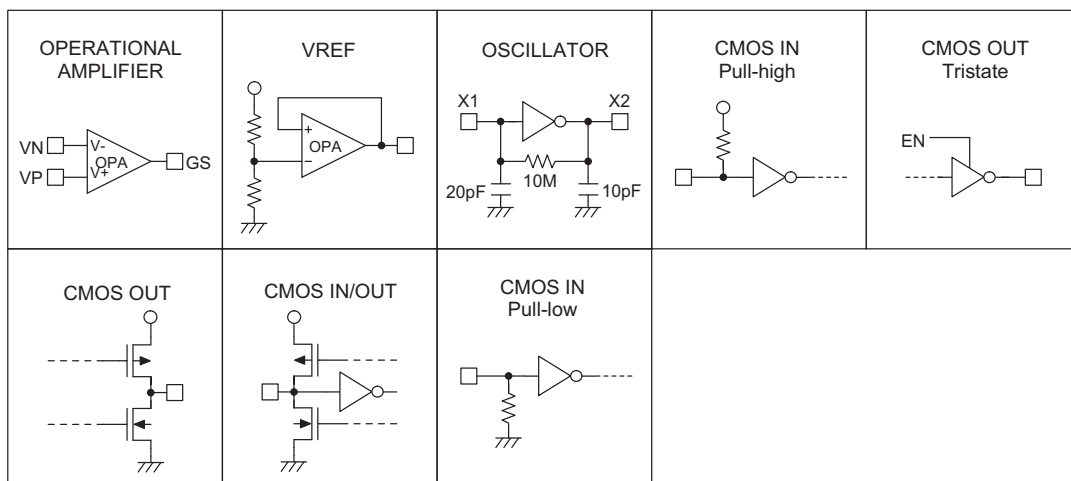 OPERATIONAL
AMPLIFIER
VN
V-
OPA
V+
VP
GS
VREF
+
OPA
−
OSCILLATOR
X1
X2
10M
20pF
10pF
CMOS IN
Pull-high
CMOS OUT
Tristate
EN
CMOS OUT
CMOS IN/OUT
CMOS IN
Pull-low